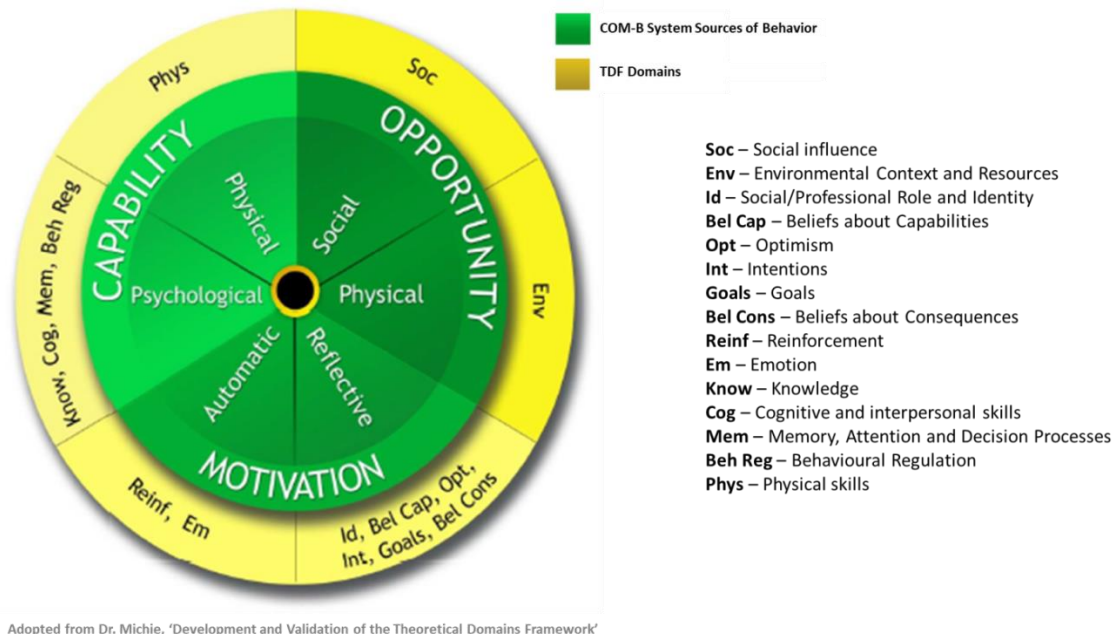 COM-B System Sources of Behavior
TDF Domains
Phys
Soc
CAPABILITY
OPPORTUNITY
Physical
Social
Know, Cog, Mem, Beh Reg
Psychological
Physical
Env
Automatic
Reflective
MOTIVATION
Reinf, Em
Id, Bel Cap, Opt,
Int, Goals, Bel Cons
Soc – Social influence
Env – Environmental Context and Resources
Id – Social/Professional Role and Identity
Bel Cap – Beliefs about Capabilities
Opt – Optimism
Int – Intentions
Goals – Goals
Bel Cons – Beliefs about Consequences
Reinf – Reinforcement
Em – Emotion
Know – Knowledge
Cog – Cognitive and interpersonal skills
Mem – Memory, Attention and Decision Processes
Beh Reg – Behavioural Regulation
Phys – Physical skills
Adopted from Dr. Michie, ‘Development and Validation of the Theoretical Domains Framework’